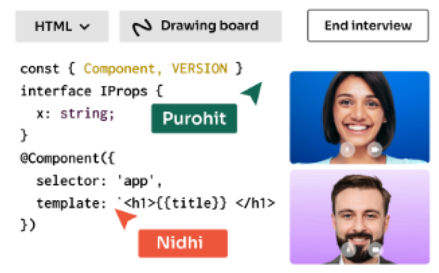 HTML
Drawing board
End interview
const { Component, VERSION }
interface IProps {
x: string;
Purohit
}
@Component({
selector: 'app',
template: `<h1>{{title}} </h1>
})
Nidhi